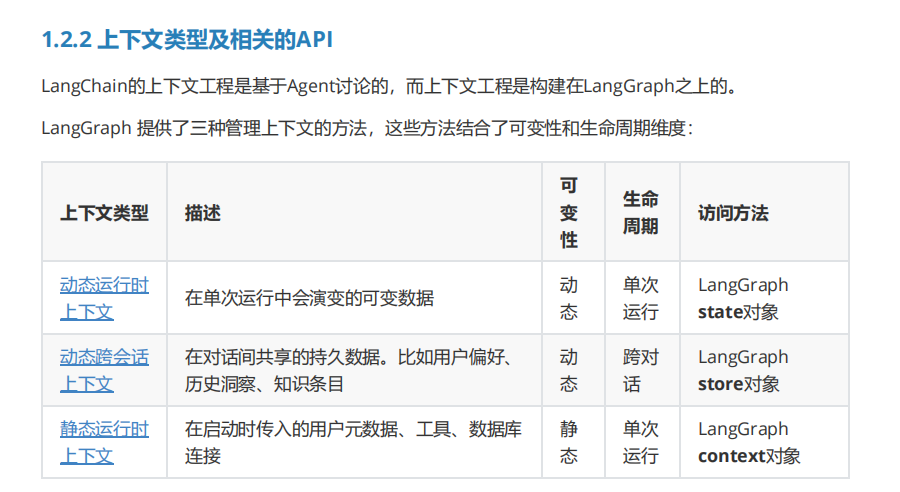 1.2.2 上下文类型及相关的API
LangChain的上下文工程是基于Agent讨论的，而上下文工程是构建在LangGraph之上的。
LangGraph 提供了三种管理上下文的方法，这些方法结合了可变性和生命周期维度：
上下文类型
描述
可
变
性
生命
周期
访问方法
动态运行时
上下文
在单次运行中会演变的可变数据
动
态
单次
运行
LangGraph
state对象
动态跨会话
上下文
在对话间共享的持久数据。比如用户偏好、
历史洞察、知识条目
动
态
跨对
话
LangGraph
store对象
静态运行时
上下文
在启动时传入的用户元数据、工具、数据库
连接
静
态
单次
运行
LangGraph
context对象